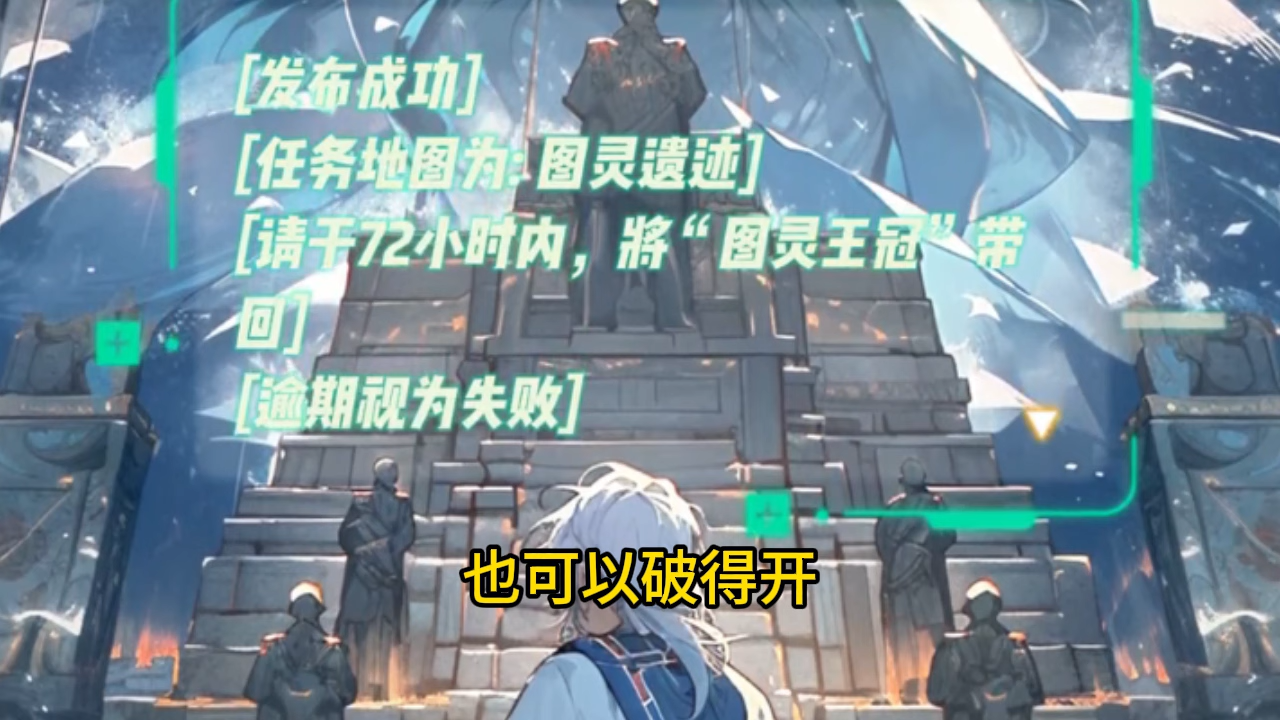 [发布成功]
[任务地图为: 图灵遗迹]
[请于72小时内，將“图灵王冠”带
回]
[逾期视为失败]
也可以破得开